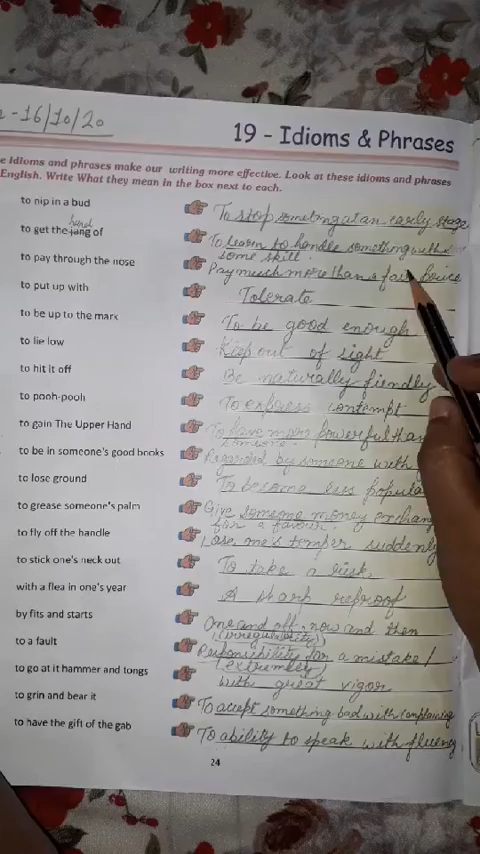 16/10/20
19 - Idioms & Phrases
e idioms and phrases make our writing more effective. Look at these idioms and phrases
English. Write What they mean in the box next to each.
to nip in a bud To stop someting at an early stage
to get the fang of hand To learn to handle something with
some skill.
to pay through the nose Pay much more than a fair
to put up with Tolerate
to be up to the mark To be good enough
to lie low Keep out of sight
to hit it off Be naturally fiendly
to pooh-pooh To express contempt
to gain The Upper Hand To have more powerful than
someone.
to be in someone's good books Regarded by someone with
to lose ground To become less popula
to grease someone's palm Give someone money exchang
for a favour.
to fly off the handle Lose one's temper suddenly
to stick one's neck out To take a risk
with a flea in one's year A sharp reproof
by fits and starts One and off, now and then
(irregularity)
to a fault Responsibility for a mistake/
(extremely)
to go at it hammer and tongs with great vigor
to grin and bear it To accept something bad with complaining
to have the gift of the gab To ability to speak with fluency
24